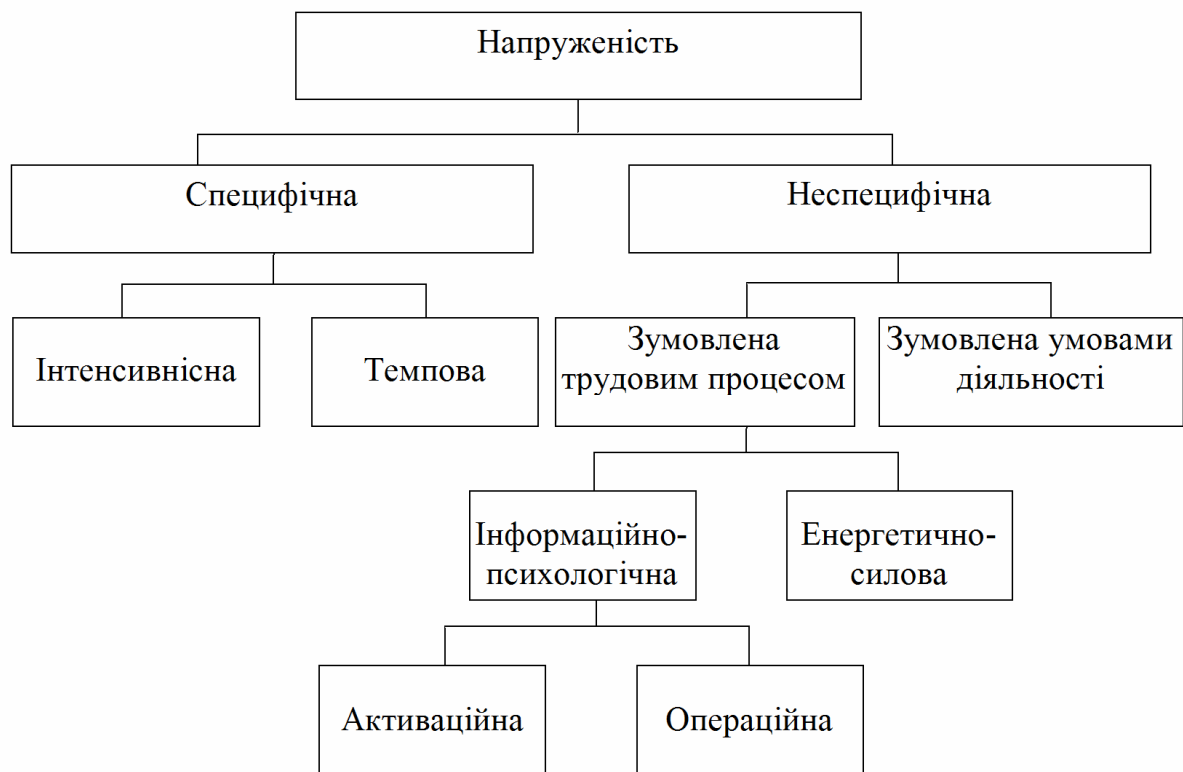 Напруженість
Специфічна
Неспецифічна
Інтенсивнісна
Темпова
Зумовлена
трудовим процесом
Зумовлена умовами
діяльності
Інформаційно-
психологічна
Енергетично-
силова
Активаційна
Операційна